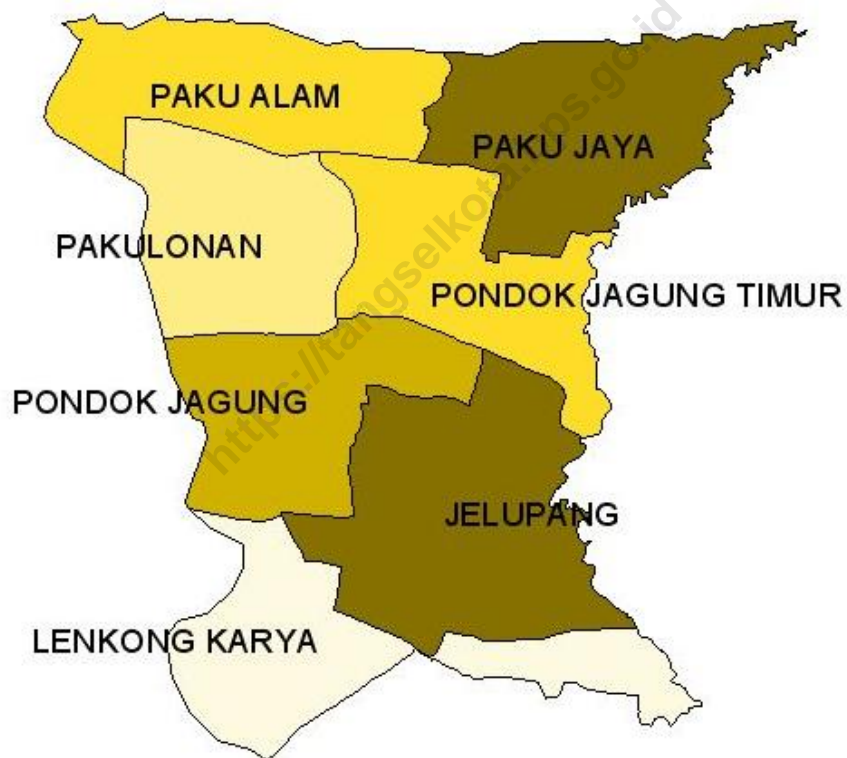 PAKU ALAM
PAKU JAYA
PAKULONAN
PONDOK JAGUNG TIMUR
PONDOK JAGUNG
JELUPANG
LENKONG KARYA
https://tangselkota.bps.go.id